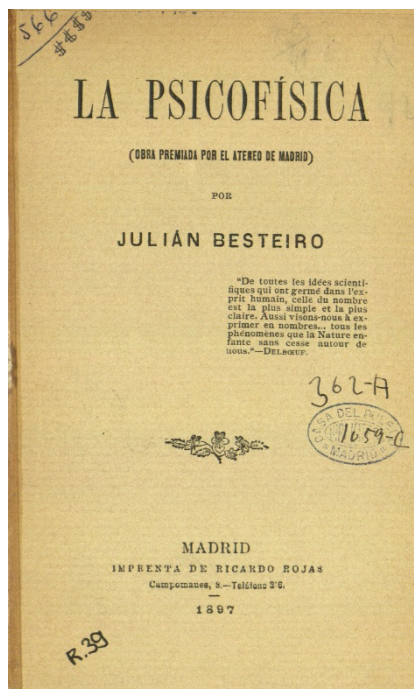 566
$$$$
LA PSICOFÍSICA
(OBRA PREMIADA POR EL ATENEO DE MADRID)
POR
JULIÁN BESTEIRO
"De toutes les idées scienti-
fiques qui ont germé dans l'ex-
prit humain, celle du nombre
est la plus simple et la plus
claire. Aussi visons-nous à ex-
primer en nombres... tous les
phénomènes que la Nature en-
fante sans cesse autour de
nous."—DELBŒUF.
362-A
CASA DEL
1659-C
MADRID
MADRID
IMPRENTA DE RICARDO ROJAS
Campomanes, 8.—Teléfono 316.
1897
R.39